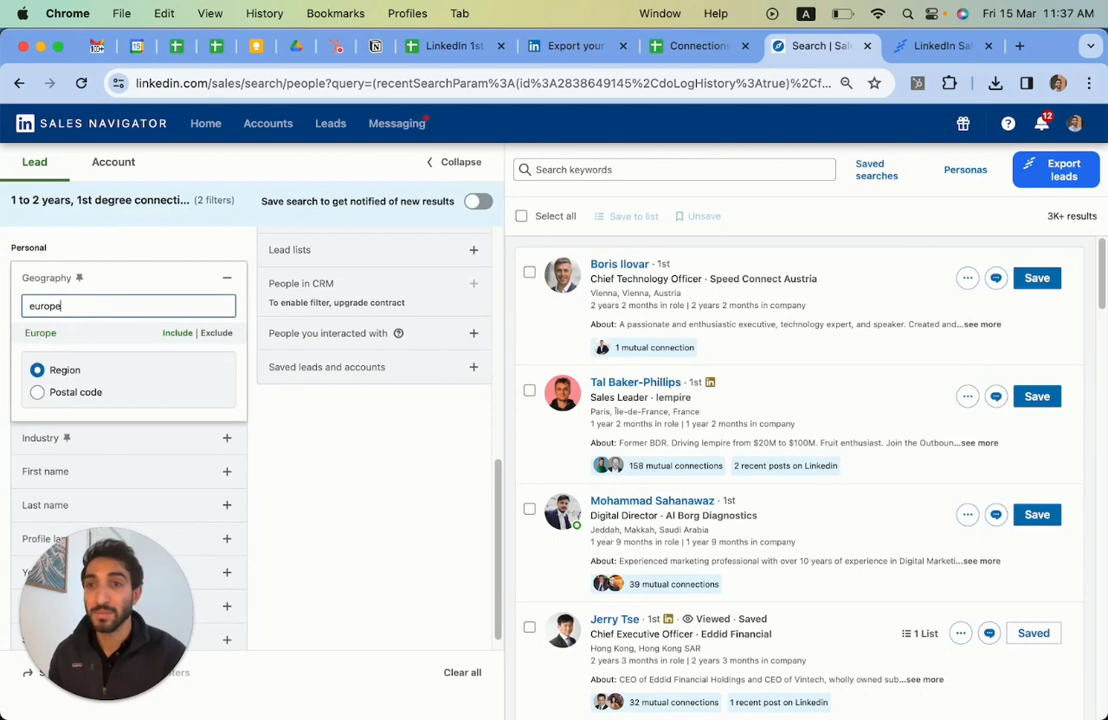 Chrome File Edit View History Bookmarks Profiles Tab Window Help A Fri 15 Mar 11:37 AM
LinkedIn 1st Export your Connections Search | Sal LinkedIn Sal
linkedin.com/sales/search/people?query=(recentSearchParam%3A(id%3A2838649145%2CdoLogHistory%3Atrue)%2Cf...
in SALES NAVIGATOR Home Accounts Leads Messaging 12
Lead Account Collapse
Search keywords
Saved searches
Personas
Export leads
1 to 2 years, 1st degree connecti... (2 filters) Save search to get notified of new results
Select all Save to list Unsave 3K+ results
Personal
Geography
europe
Europe Include | Exclude
Region
Postal code
Industry
First name
Last name
Lead lists
People in CRM
To enable filter, upgrade contract
People you interacted with
Saved leads and accounts
Clear all
Boris Ilovar · 1st
Chief Technology Officer · Speed Connect Austria
Vienna, Vienna, Austria
2 years 2 months in role | 2 years 2 months in company
About: A passionate and enthusiastic executive, technology expert, and speaker. Created and...see more
1 mutual connection
Save
Tal Baker-Phillips · 1st in
Sales Leader · lempire
Paris, Île-de-France, France
1 year 2 months in role | 1 year 2 months in company
About: Former BDR. Driving lempire from $20M to $100M. Fruit enthusiast. Join the Outboun...see more
158 mutual connections 2 recent posts on Linkedin
Save
Mohammad Sahanawaz · 1st
Digital Director · Al Borg Diagnostics
Jeddah, Makkah, Saudi Arabia
1 year 9 months in role | 1 year 9 months in company
About: Experienced marketing professional with over 10 years of experience in Digital Marketi...see more
39 mutual connections
Save
Jerry Tse · 1st in Viewed · Saved
Chief Executive Officer · Eddid Financial
Hong Kong, Hong Kong SAR
2 years 3 months in role | 2 years 3 months in company
About: CEO of Eddid Financial Holdings and CEO of Vintech, wholly owned sub...see more
32 mutual connections 1 recent post on Linkedin
1 List Saved